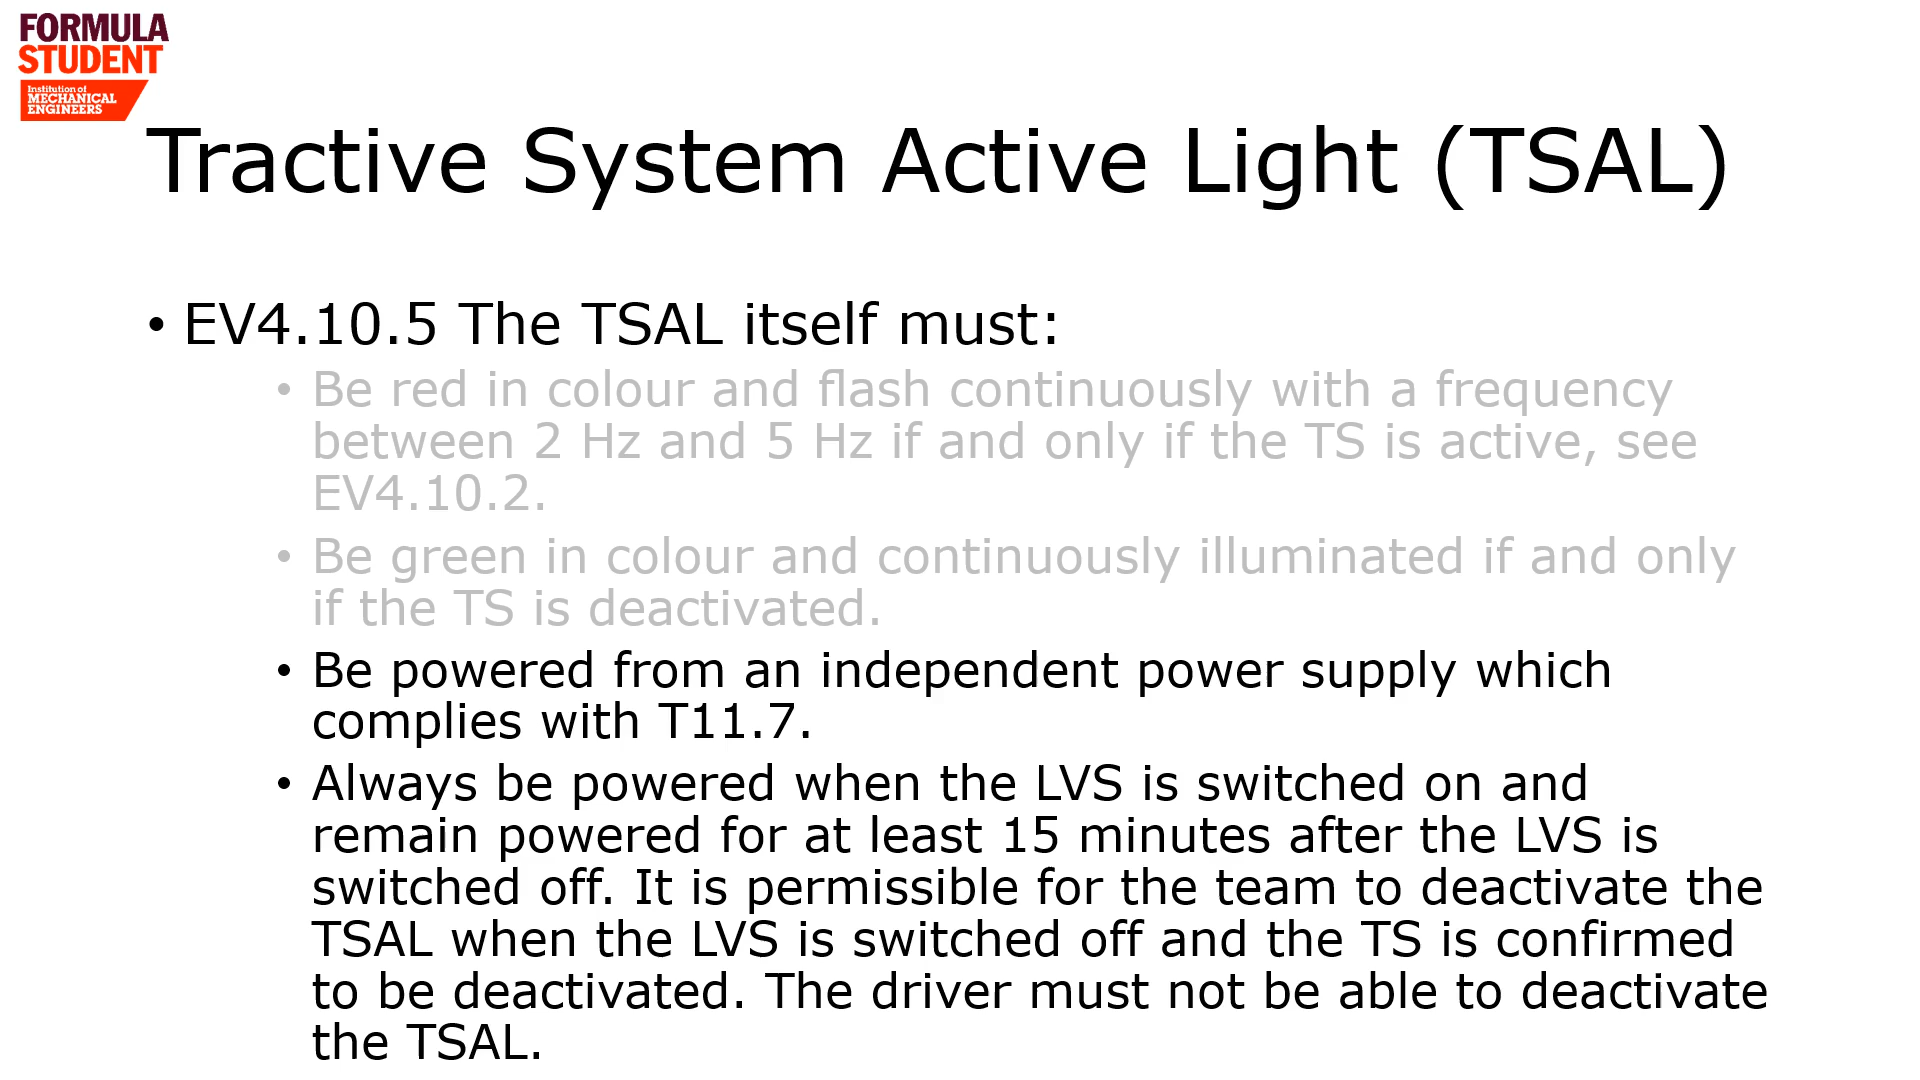 FORMULA
STUDENT
Institution of
MECHANICAL
ENGINEERS
Tractive System Active Light (TSAL)
• EV4.10.5 The TSAL itself must:
• Be red in colour and flash continuously with a frequency
between 2 Hz and 5 Hz if and only if the TS is active, see
EV4.10.2.
• Be green in colour and continuously illuminated if and only
if the TS is deactivated.
• Be powered from an independent power supply which
complies with T11.7.
• Always be powered when the LVS is switched on and
remain powered for at least 15 minutes after the LVS is
switched off. It is permissible for the team to deactivate the
TSAL when the LVS is switched off and the TS is confirmed
to be deactivated. The driver must not be able to deactivate
the TSAL.